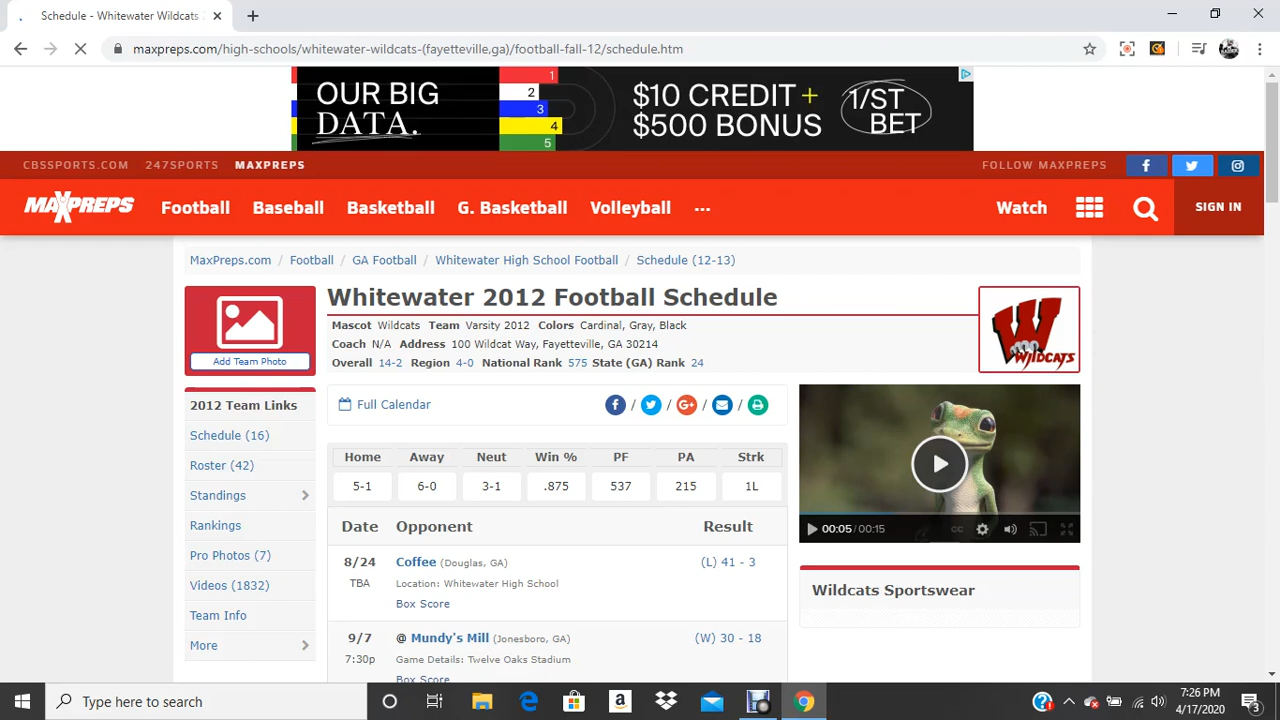 Schedule - Whitewater Wildcats
maxpreps.com/high-schools/whitewater-wildcats-(fayetteville,ga)/football-fall-12/schedule.htm
OUR BIG
DATA.
1
2
3
4
5
$10 CREDIT+
$500 BONUS
1/ST
BET
CBSSPORTS.COM 247SPORTS MAXPREPS FOLLOW MAXPREPS
MAXPREPS Football Baseball Basketball G. Basketball Volleyball ... Watch SIGN IN
MaxPreps.com / Football / GA Football / Whitewater High School Football / Schedule (12-13)
Whitewater 2012 Football Schedule
Mascot Wildcats Team Varsity 2012 Colors Cardinal, Gray, Black
Coach N/A Address 100 Wildcat Way, Fayetteville, GA 30214
Overall 14-2 Region 4-0 National Rank 575 State (GA) Rank 24
Add Team Photo
W
WILDCATS
2012 Team Links
Schedule (16)
Roster (42)
Standings
Rankings
Pro Photos (7)
Videos (1832)
Team Info
More
Full Calendar / / / /
Home Away Neut Win % PF PA Strk
5-1 6-0 3-1 .875 537 215 1L
Date Opponent Result
8/24 Coffee (Douglas, GA) (L) 41 - 3
TBA Location: Whitewater High School
Box Score
9/7 @ Mundy's Mill (Jonesboro, GA) (W) 30 - 18
7:30p Game Details: Twelve Oaks Stadium
Box Score
00:05 / 00:15 CC
Wildcats Sportswear
Type here to search
7:26 PM
4/17/2020
3